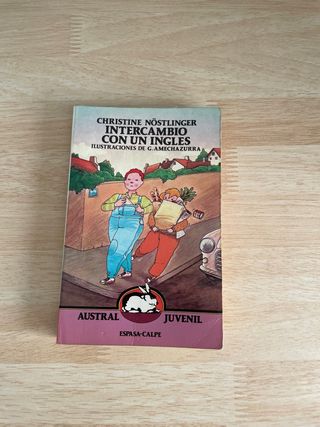 CHRISTINE NÖSTLINGER
INTERCAMBIO
CON UN INGLES
ILUSTRACIONES DE G. AMECHAZURRA
AUSTRAL JUVENIL
ESPASA-CALPE